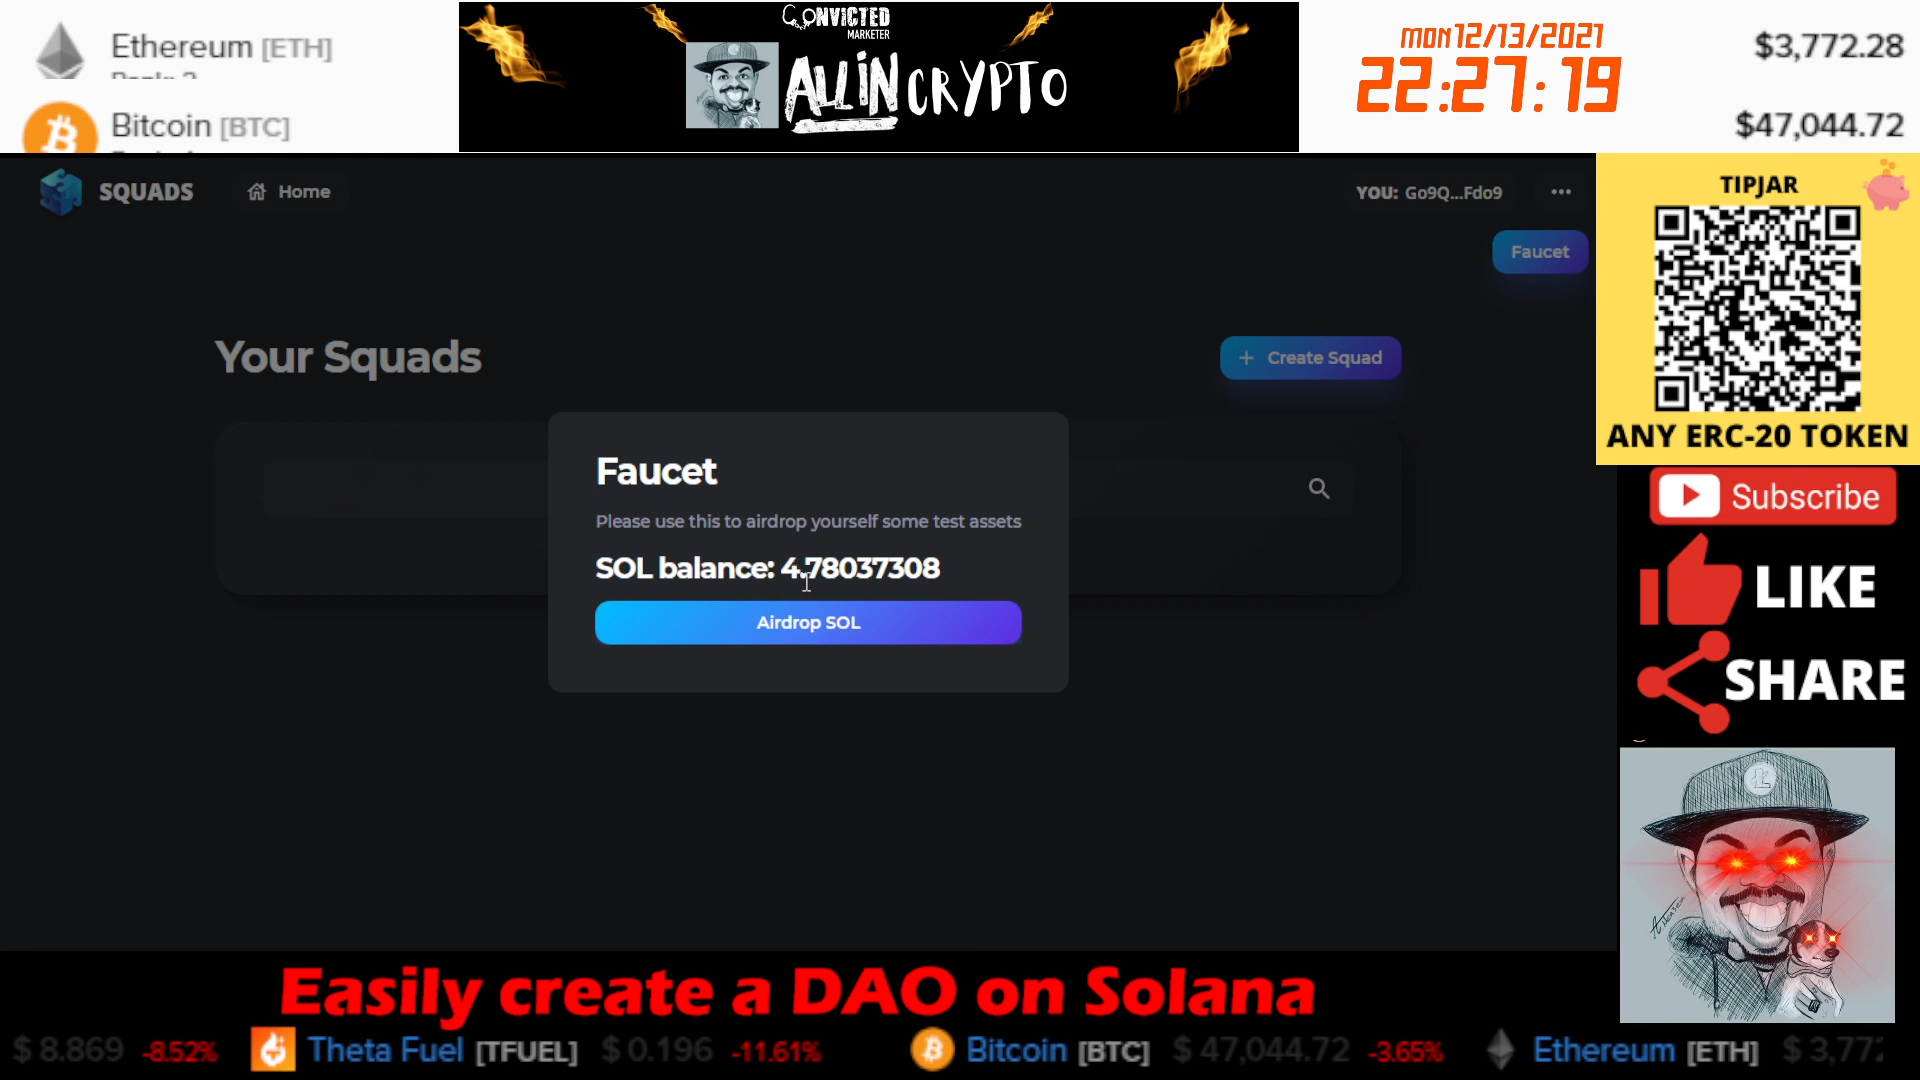 Ethereum [ETH]
Bitcoin [BTC]
CONVICTED
MARKETER
ALL iN CRYPTO
mon 12/13/2021
22:27:19
$3,772.28
$47,044.72
SQUADS
Home
YOU: Go9Q...Fdo9
Faucet
TIPJAR
ANY ERC-20 TOKEN
Your Squads
+ Create Squad
Faucet
Please use this to airdrop yourself some test assets
SOL balance: 4.78037308
Airdrop SOL
Subscribe
LIKE
SHARE
Easily create a DAO on Solana
$ 8.869 -8.52% Theta Fuel [TFUEL] $ 0.196 -11.61% Bitcoin [BTC] $ 47,044.72 -3.65% Ethereum [ETH] $ 3,772